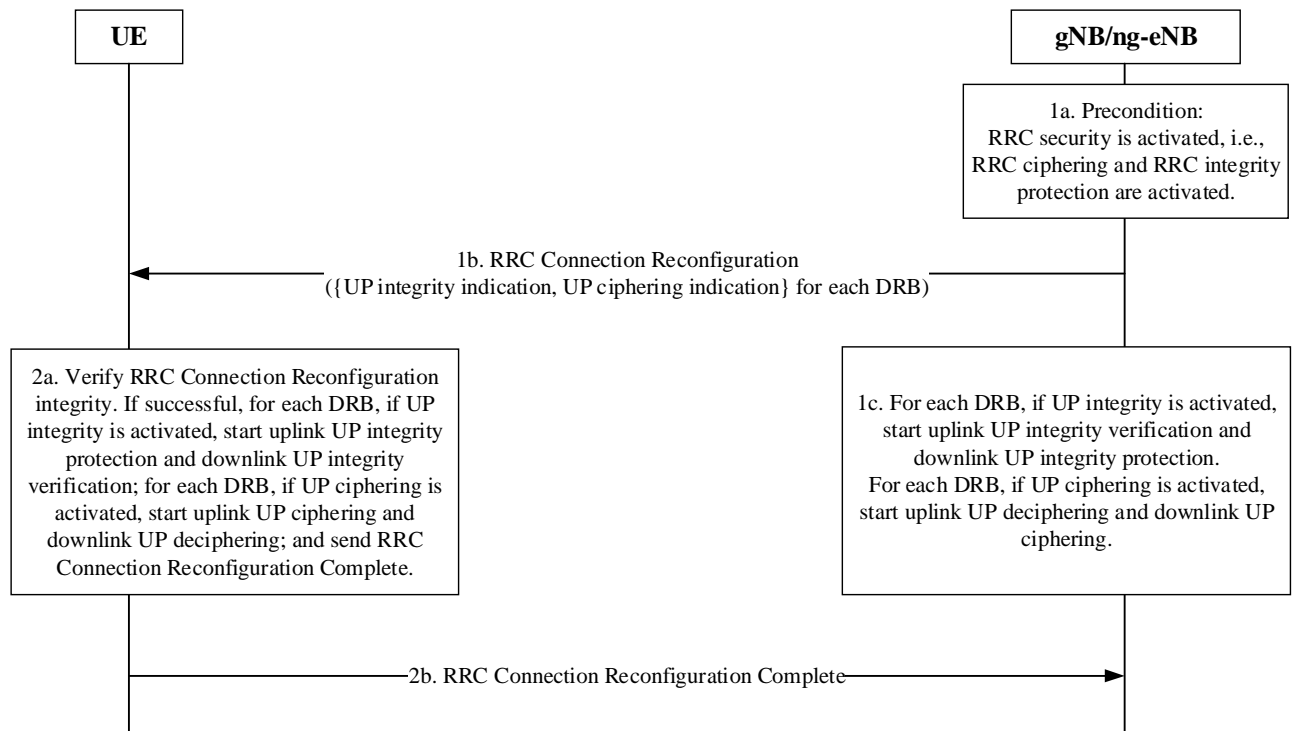 UE
gNB/ng-eNB
1a. Precondition:
RRC security is activated, i.e.,
RRC ciphering and RRC integrity
protection are activated.
1b. RRC Connection Reconfiguration
({UP integrity indication, UP ciphering indication} for each DRB)
2a. Verify RRC Connection Reconfiguration
integrity. If successful, for each DRB, if UP
integrity is activated, start uplink UP integrity
protection and downlink UP integrity
verification; for each DRB, if UP ciphering is
activated, start uplink UP ciphering and
downlink UP deciphering; and send RRC
Connection Reconfiguration Complete.
1c. For each DRB, if UP integrity is activated,
start uplink UP integrity verification and
downlink UP integrity protection.
For each DRB, if UP ciphering is activated,
start uplink UP deciphering and downlink UP
ciphering.
2b. RRC Connection Reconfiguration Complete